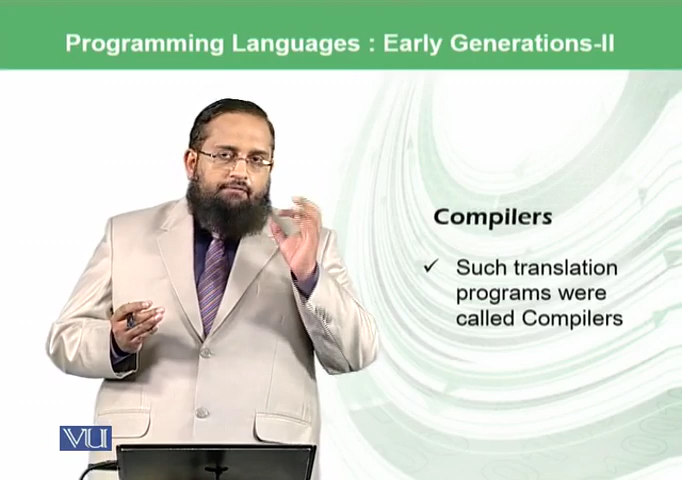 Programming Languages : Early Generations-II
Compilers
✓ Such translation
programs were
called Compilers
VU